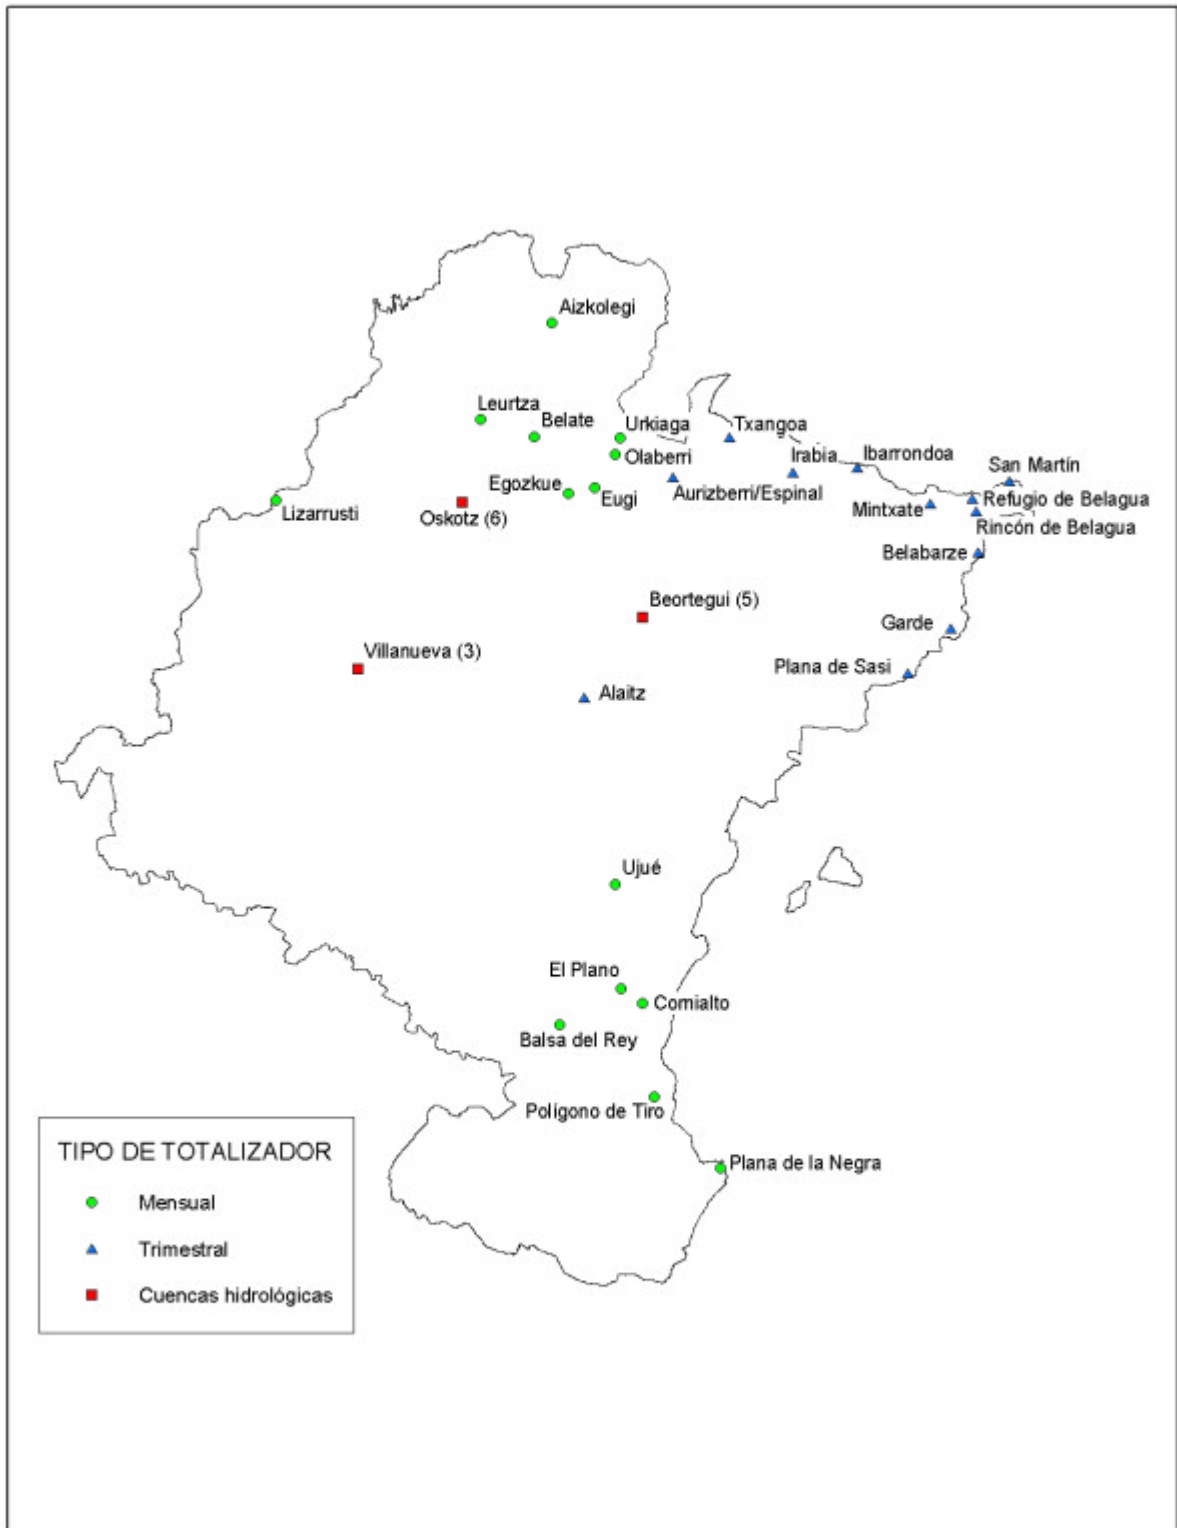 Aizkolegi
Leurtza
Belate
Urkiaga
Txangoa
Olaberri
Irabia
Ibarrondoa
San Martín
Egozkue
Eugi
Aurizberri/Espinal
Mintxate
Refugio de Belagua
Lizarrusti
Oskotz (6)
Rincón de Belagua
Belabarze
Beortegui (5)
Garde
Villanueva (3)
Plana de Sasi
Alaitz
Ujué
El Plano
Cornialto
Balsa del Rey
Polígono de Tiro
Plana de la Negra
TIPO DE TOTALIZADOR
Mensual
Trimestral
Cuencas hidrológicas